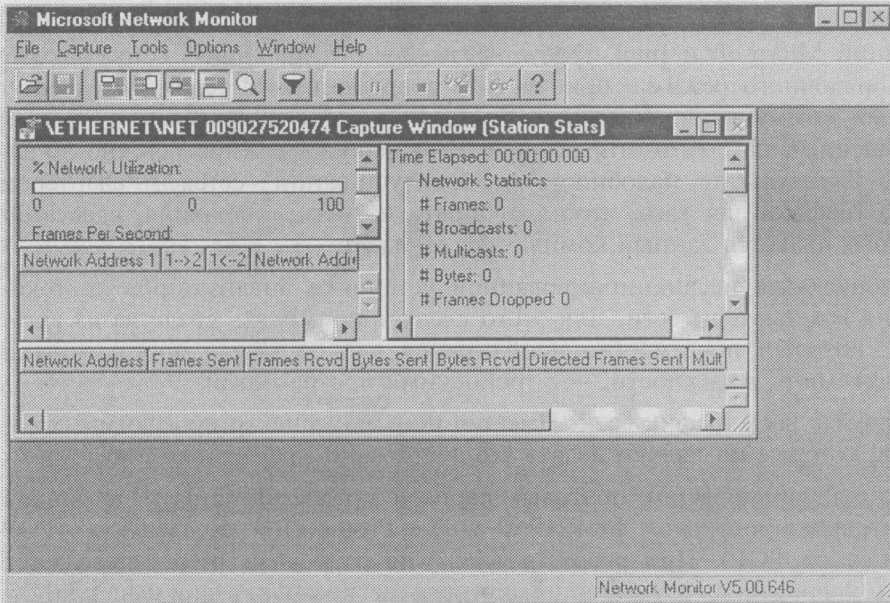 Microsoft Network Monitor
File Capture Tools Options Window Help
\ETHERNET\NET 009027520474 Capture Window (Station Stats)
% Network Utilization:
0 0 100
Frames Per Second:
Time Elapsed: 00:00:00.000
Network Statistics
# Frames: 0
# Broadcasts: 0
# Multicasts: 0
# Bytes: 0
# Frames Dropped: 0
Network Address 1 1-->2 1<--2 Network Addr
Network Address Frames Sent Frames Rcvd Bytes Sent Bytes Rcvd Directed Frames Sent Mult
Network Monitor V5.00.646